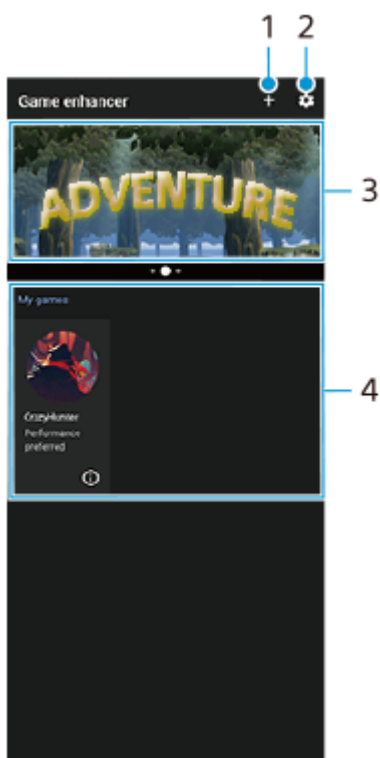 1 2
Game enhancer
ADVENTURE
3
My games
4
CrazyHunter
Performance
preferred